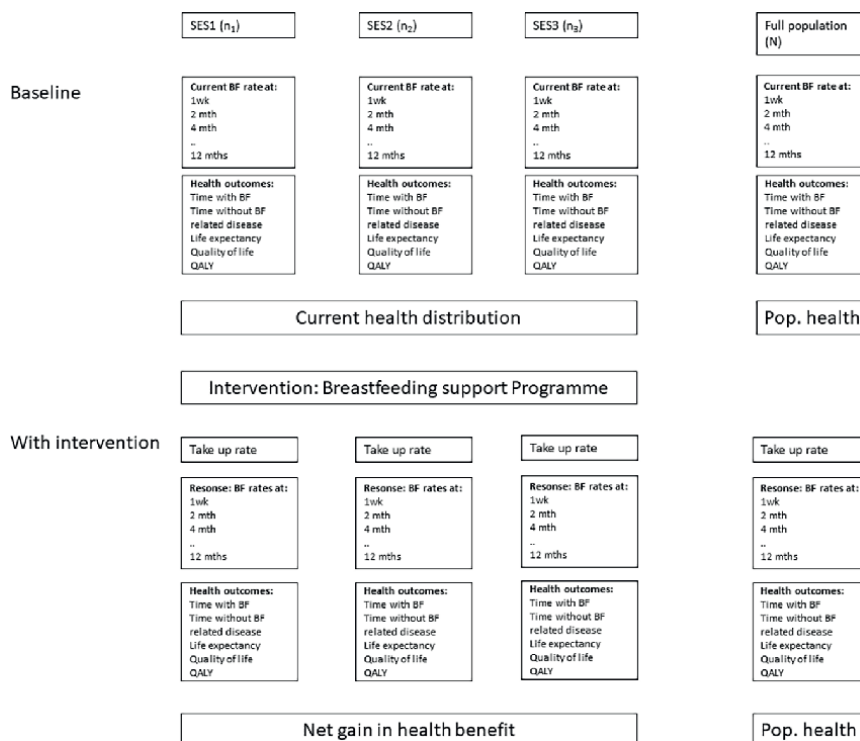 SES1 (n₁)
SES2 (n₂)
SES3 (n₃)
Full population
(N)
Baseline
Current BF rate at:
1wk
2 mth
4 mth
..
12 mths
Current BF rate at:
1wk
2 mth
4 mth
..
12 mths
Current BF rate at:
1wk
2 mth
4 mth
..
12 mths
Current BF rate at:
1wk
2 mth
4 mth
..
12 mths
Health outcomes:
Time with BF
Time without BF
related disease
Life expectancy
Quality of life
QALY
Health outcomes:
Time with BF
Time without BF
related disease
Life expectancy
Quality of life
QALY
Health outcomes:
Time with BF
Time without BF
related disease
Life expectancy
Quality of life
QALY
Health outcomes:
Time with BF
Time without BF
related disease
Life expectancy
Quality of life
QALY
Current health distribution
Pop. health
Intervention: Breastfeeding support Programme
With intervention
Take up rate
Take up rate
Take up rate
Take up rate
Resonse: BF rates at:
1wk
2 mth
4 mth
..
12 mths
Resonse: BF rates at:
1wk
2 mth
4 mth
..
12 mths
Resonse: BF rates at:
1wk
2 mth
4 mth
..
12 mths
Resonse: BF rates at:
1wk
2 mth
4 mth
..
12 mths
Health outcomes:
Time with BF
Time without BF
related disease
Life expectancy
Quality of life
QALY
Health outcomes:
Time with BF
Time without BF
related disease
Life expectancy
Quality of life
QALY
Health outcomes:
Time with BF
Time without BF
related disease
Life expectancy
Quality of life
QALY
Health outcomes:
Time with BF
Time without BF
related disease
Life expectancy
Quality of life
QALY
Net gain in health benefit
Pop. health